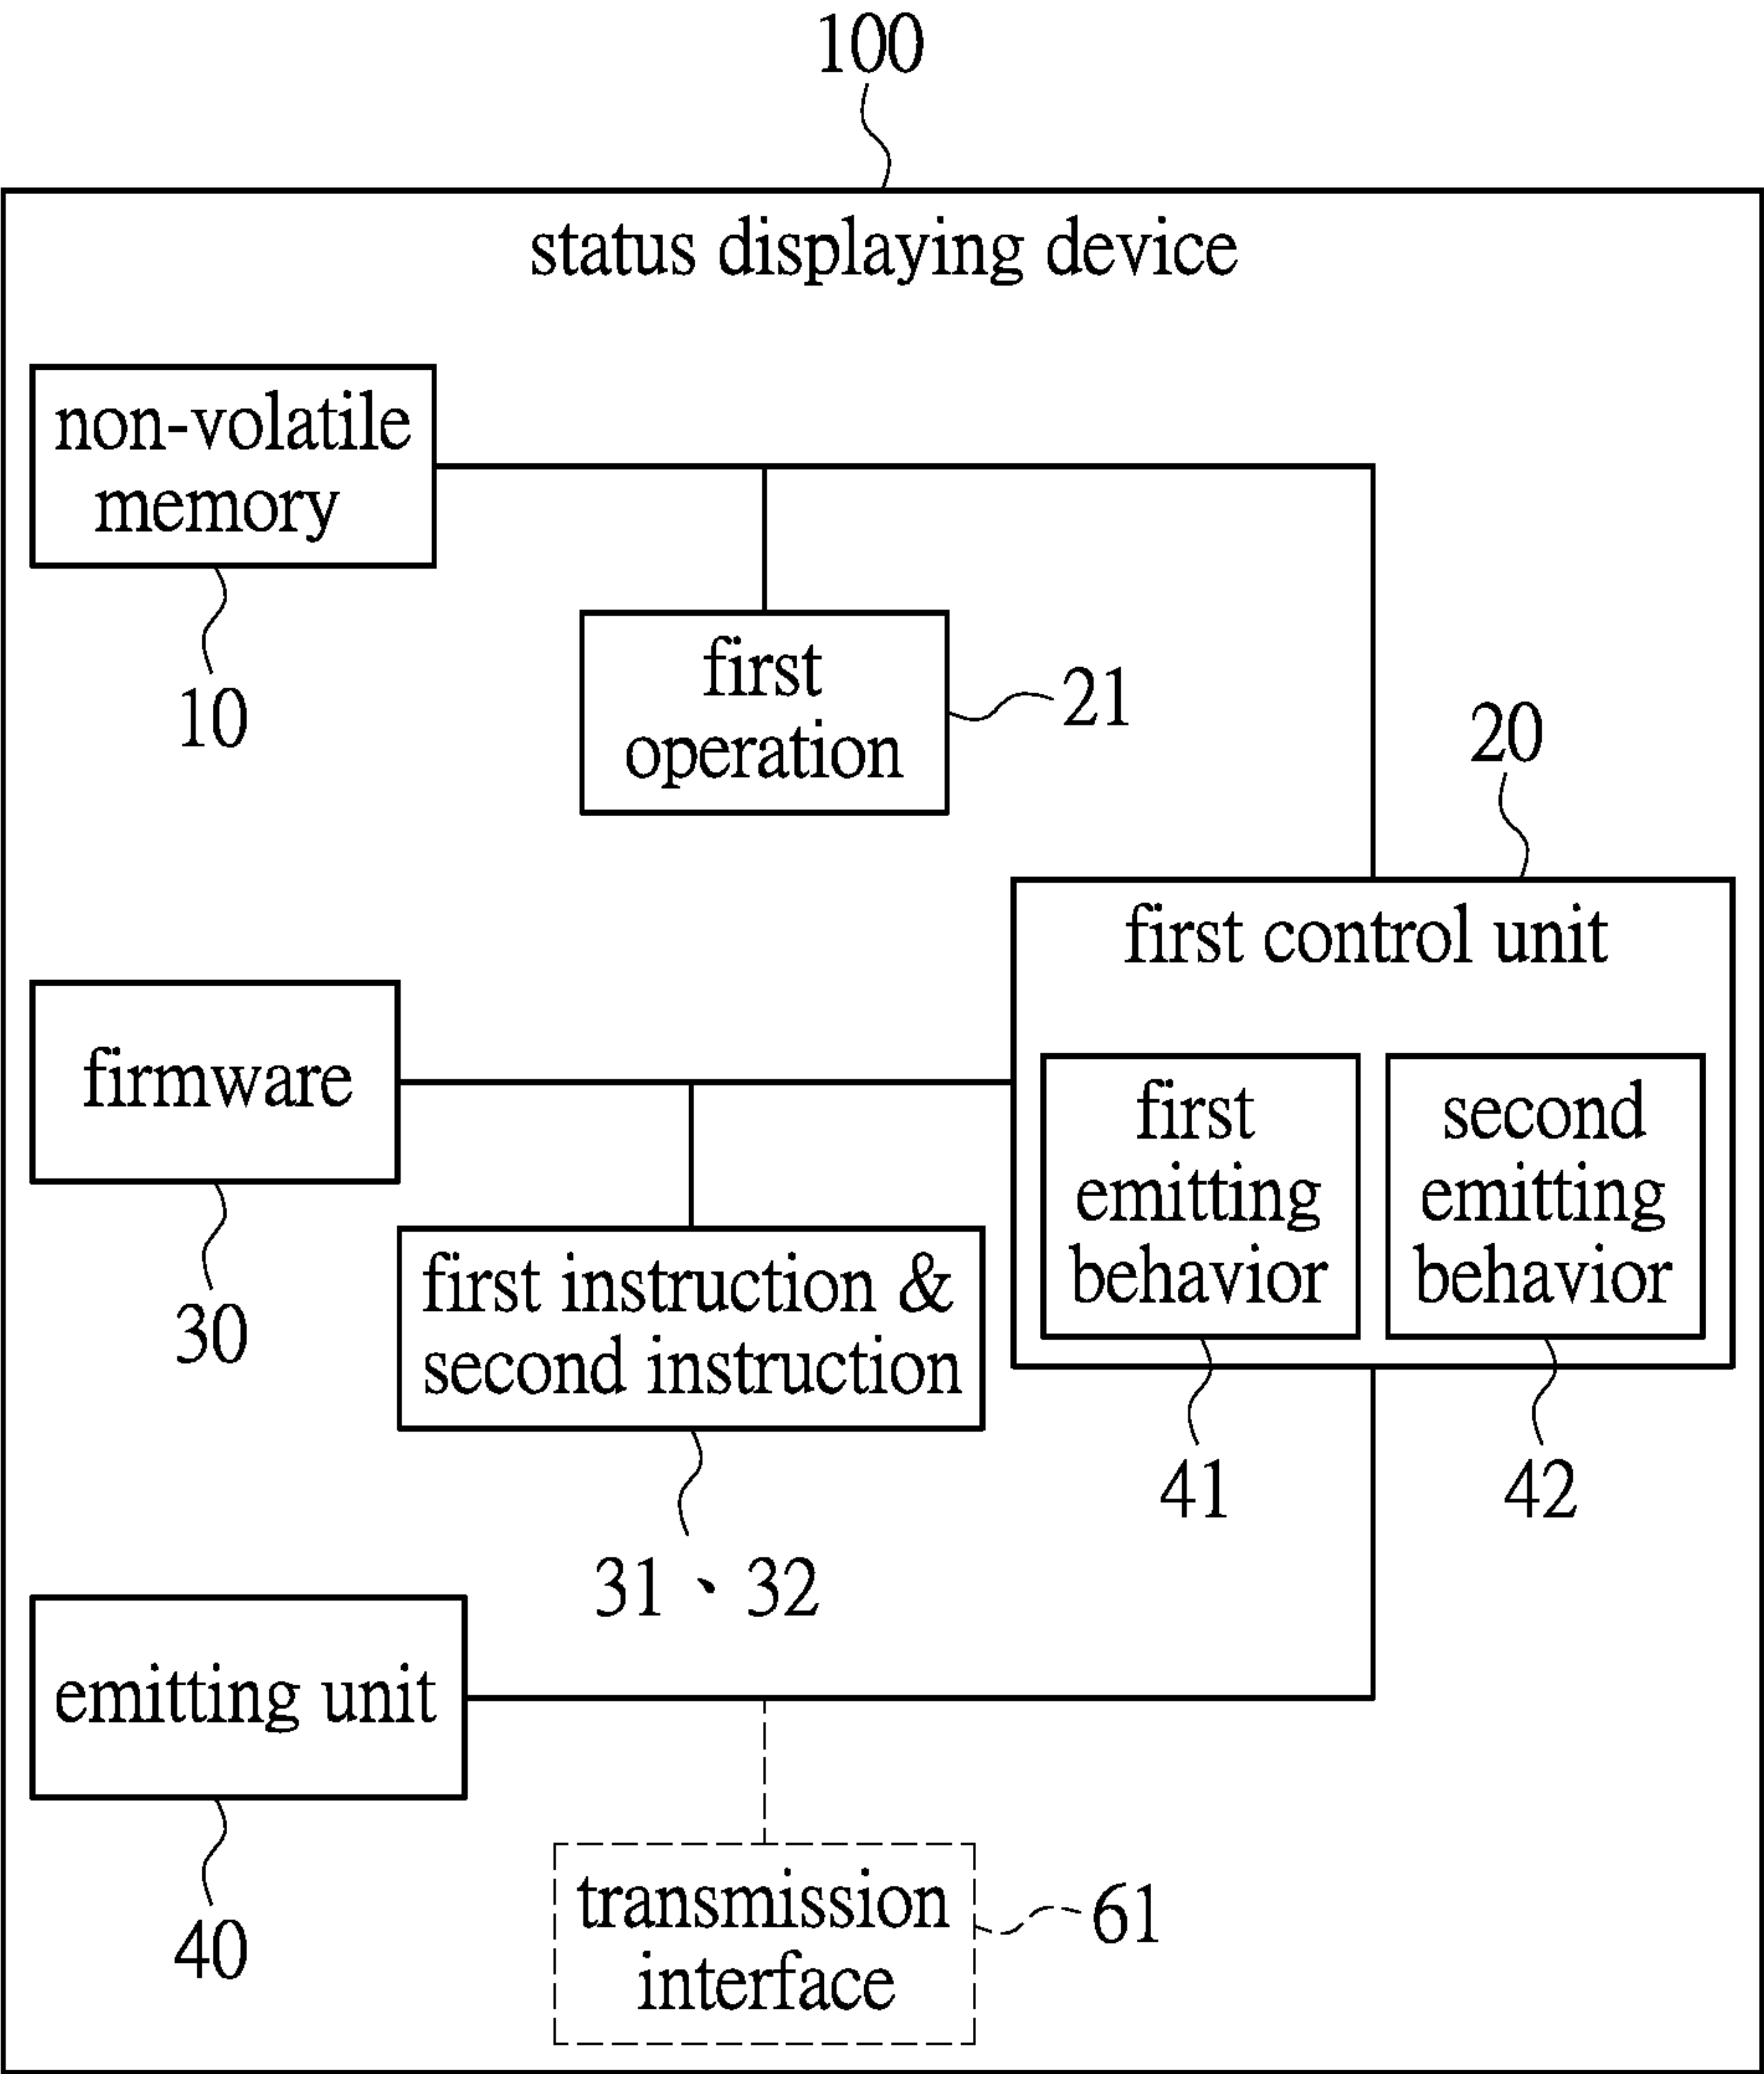 100
status displaying device
non-volatile
memory
10
first
operation
21
20
first control unit
firmware
30
first
emitting
behavior
second
emitting
behavior
first instruction &
second instruction
41
42
31、32
emitting unit
40
transmission
interface
61